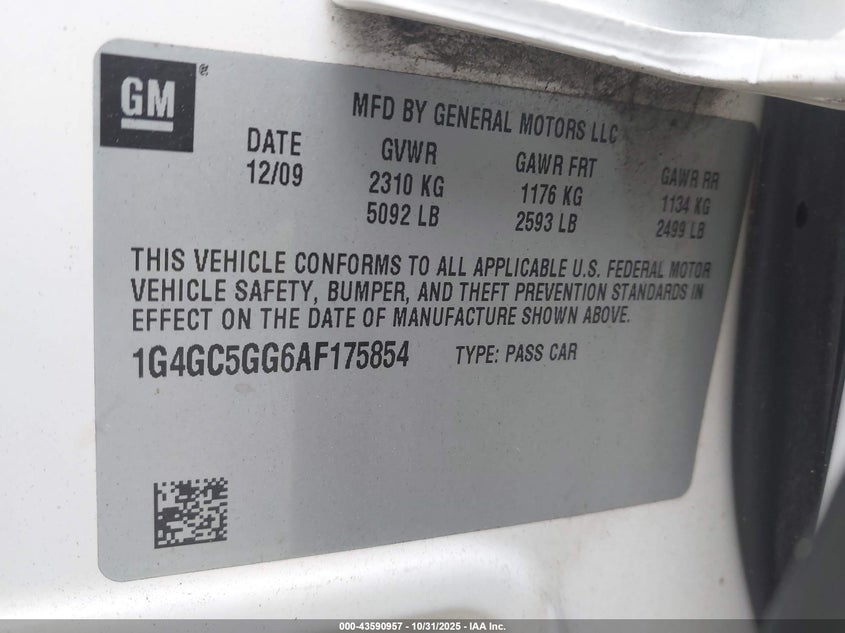 GM®
MFD BY GENERAL MOTORS LLC
DATE GVWR GAWR FRT GAWR RR
12/09 2310 KG 1176 KG 1134 KG
5092 LB 2593 LB 2499 LB
THIS VEHICLE CONFORMS TO ALL APPLICABLE U.S. FEDERAL MOTOR
VEHICLE SAFETY, BUMPER, AND THEFT PREVENTION STANDARDS IN
EFFECT ON THE DATE OF MANUFACTURE SHOWN ABOVE.
1G4GC5GG6AF175854 TYPE: PASS CAR
000-43590957 - 10/31/2025 - IAA Inc.